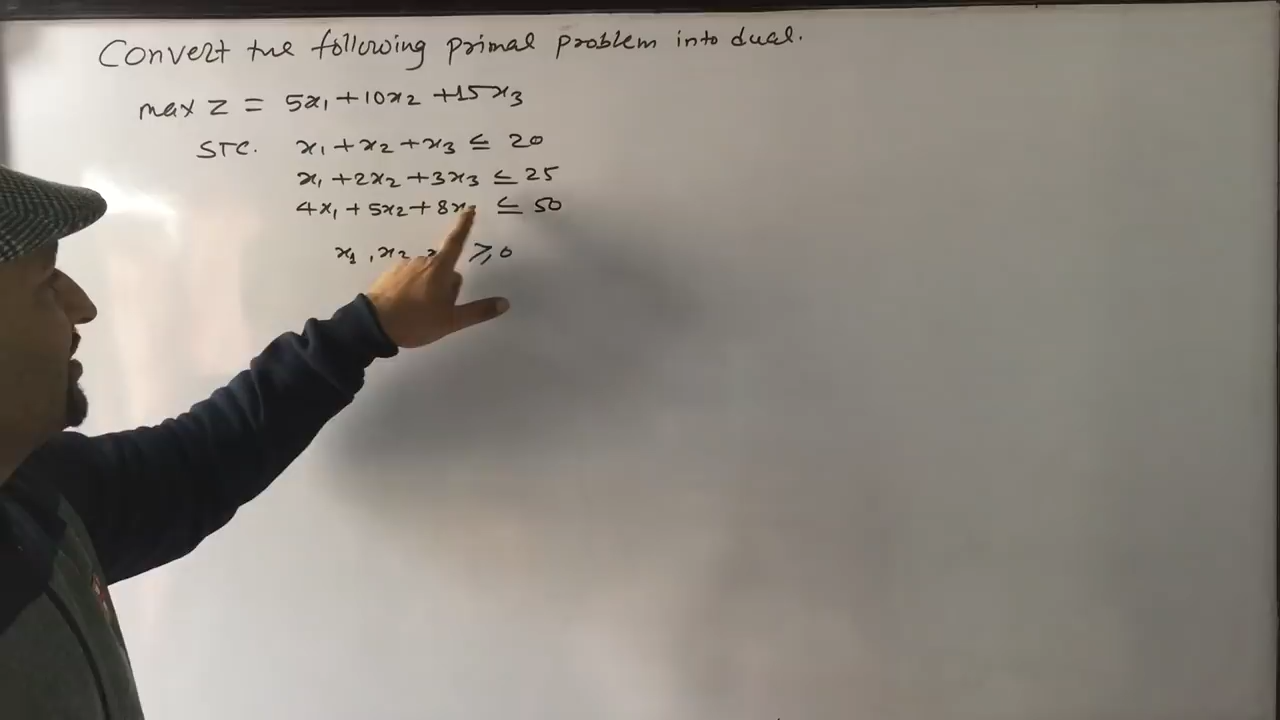 Convert the following primal problem into dual.
max z = 5x₁ + 10x₂ + 15x₃
STC. x₁ + x₂ + x₃ ≤ 20
x₁ + 2x₂ + 3x₃ ≤ 25
4x₁ + 5x₂ + 8x ≤ 50
x₁ , x₂ , x ≥ 0